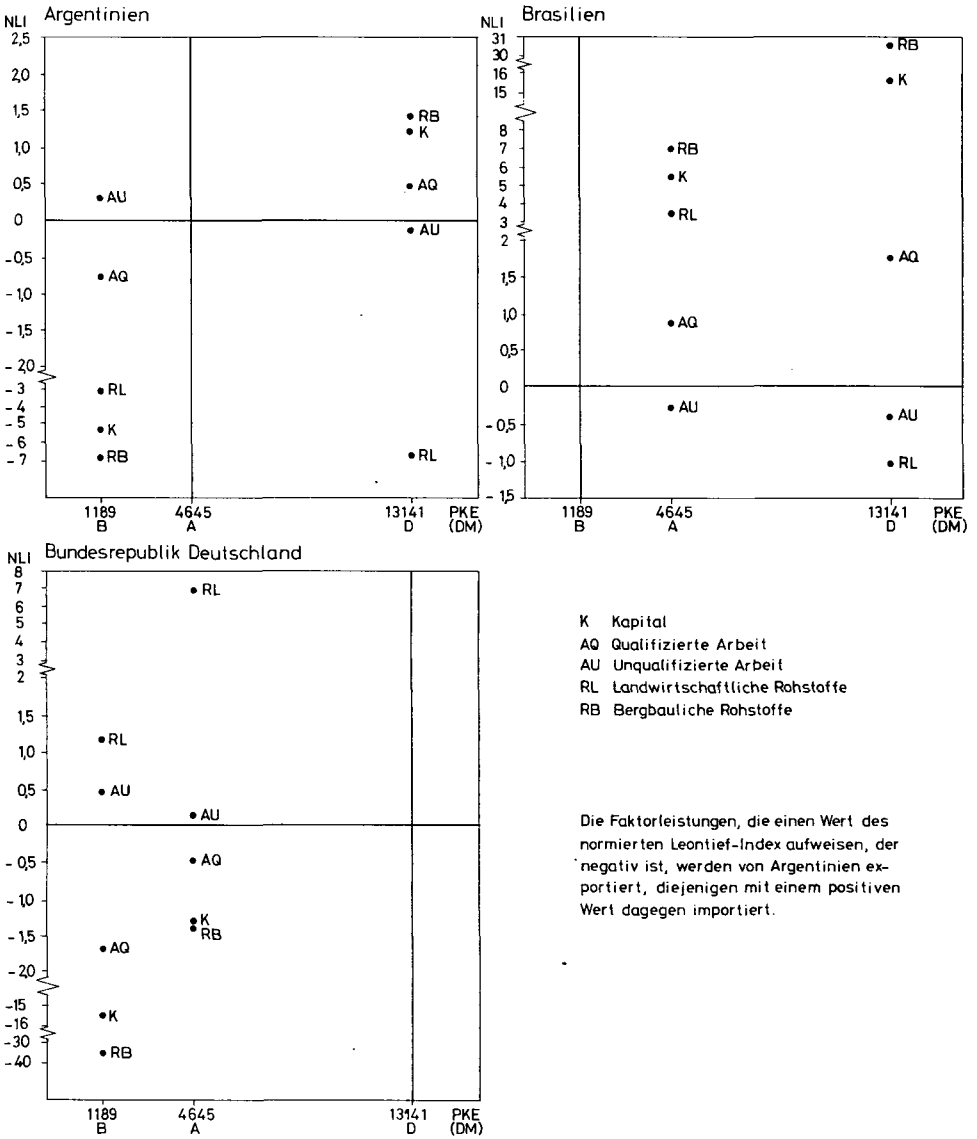 Argentinien
NLI
2,5
2,0
1,5
1,0
0,5
0
-0,5
-1,0
-1,5
-2,0
-3
-4
-5
-6
-7
AU
AQ
RL
K
RB
RB
K
AQ
AU
RL
1189 4645 13141 PKE
B A D (DM)
Brasilien
NLI
31
30
16
15
8
7
6
5
4
3
2
1,5
1,0
0,5
0
-0,5
-1,0
-1,5
RB
K
RL
AQ
AU
RB
K
AQ
AU
RL
1189 4645 13141 PKE
B A D (DM)
Bundesrepublik Deutschland
NLI
8
7
6
5
4
3
2
1,5
1,0
0,5
0
-0,5
-1,0
-1,5
-2,0
-15
-16
-30
-40
RL
AU
AQ
K
RB
RL
AU
AQ
K
RB
1189 4645 13141 PKE
B A D (DM)
K Kapital
AQ Qualifizierte Arbeit
AU Unqualifizierte Arbeit
RL Landwirtschaftliche Rohstoffe
RB Bergbauliche Rohstoffe
Die Faktorleistungen, die einen Wert des
normierten Leontief-Index aufweisen, der
negativ ist, werden von Argentinien ex-
portiert, diejenigen mit einem positiven
Wert dagegen importiert.